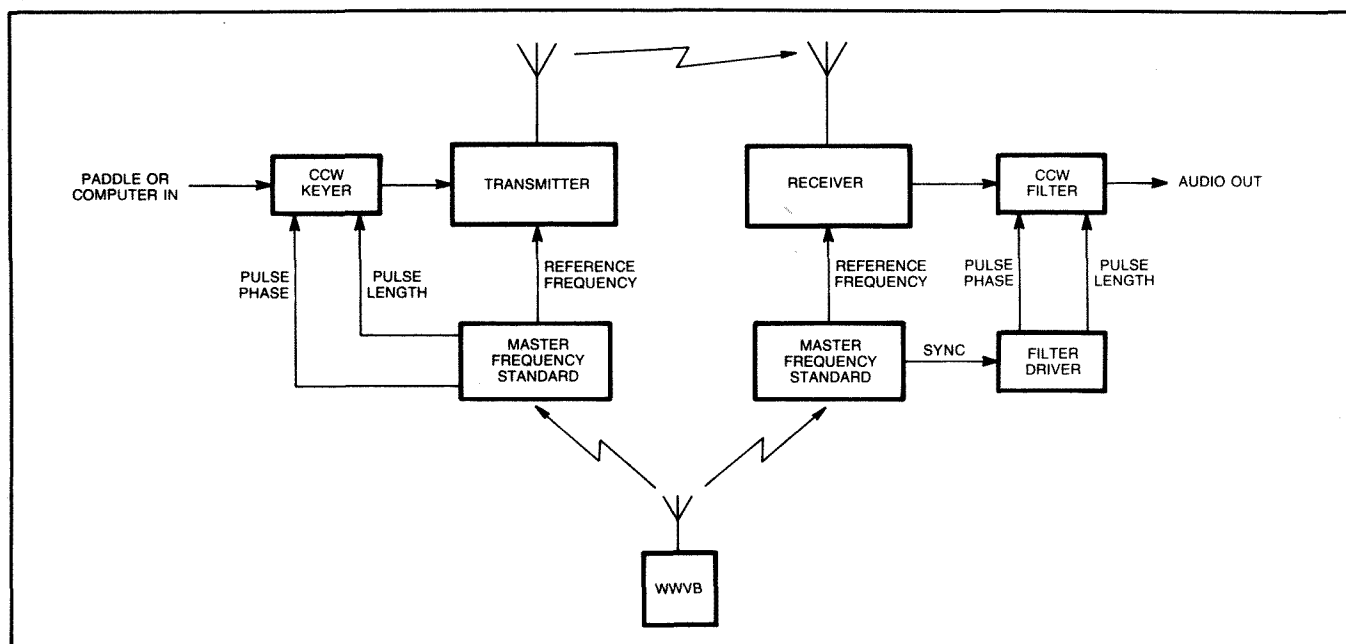 PADDLE OR
COMPUTER IN
CCW
KEYER
TRANSMITTER
RECEIVER
CCW
FILTER
AUDIO OUT
PULSE
PHASE
PULSE
LENGTH
REFERENCE
FREQUENCY
REFERENCE
FREQUENCY
PULSE
PHASE
PULSE
LENGTH
MASTER
FREQUENCY
STANDARD
MASTER
FREQUENCY
STANDARD
SYNC
FILTER
DRIVER
WWVB